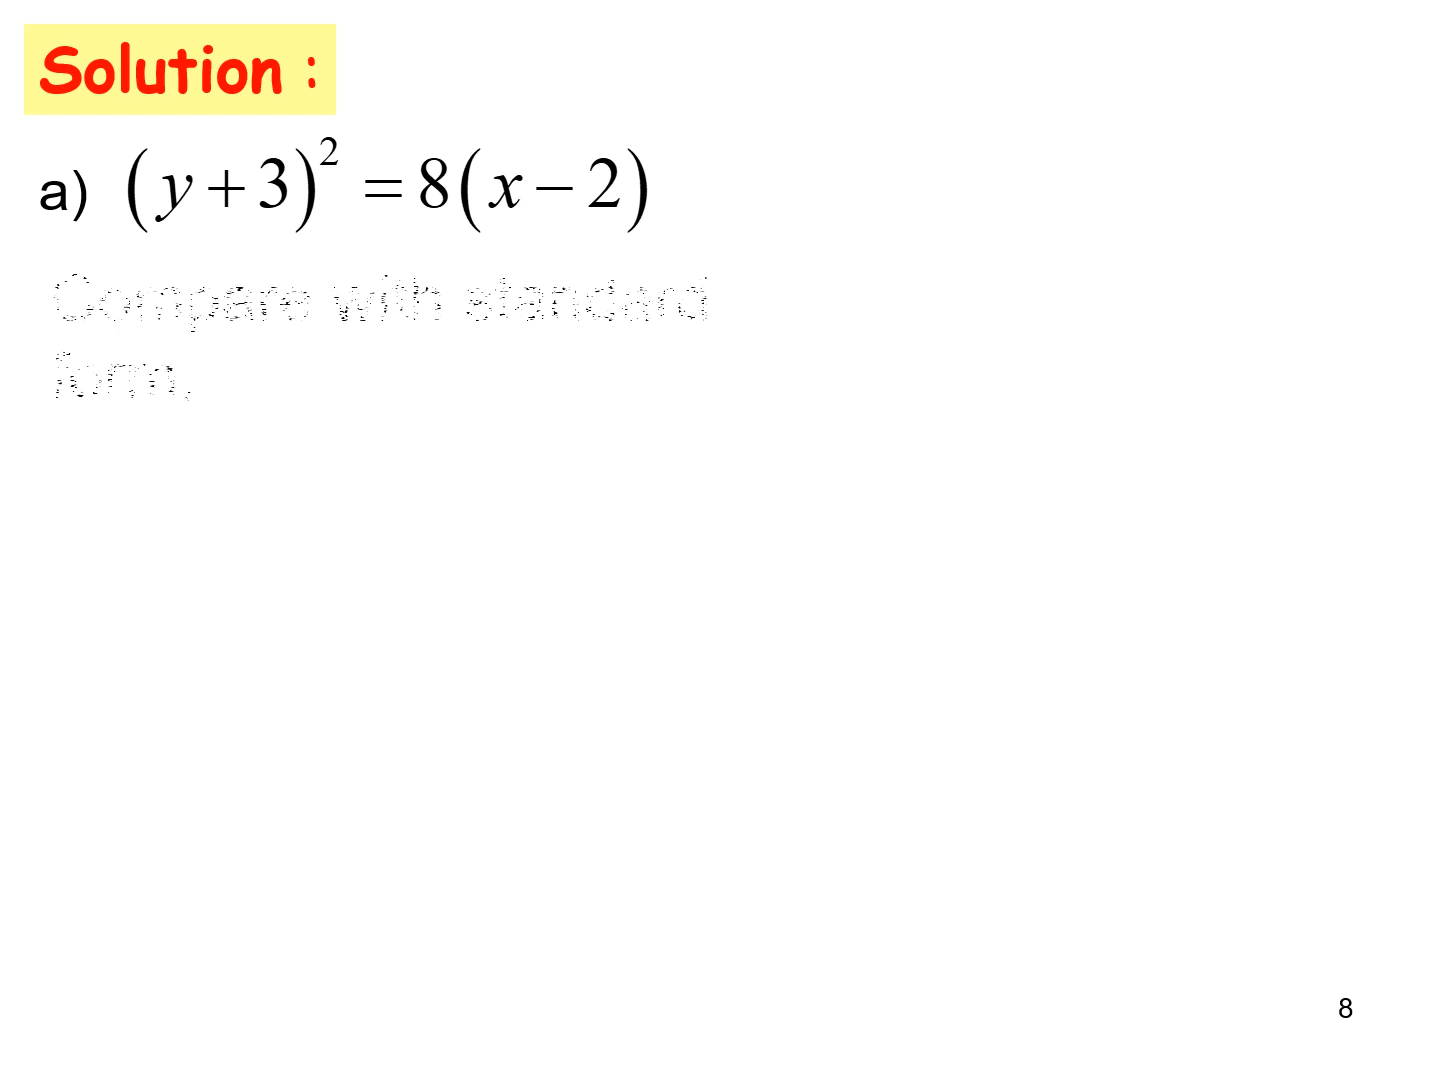 Solution :
a) (y + 3)² = 8(x − 2)
Compare with standard
form,
8